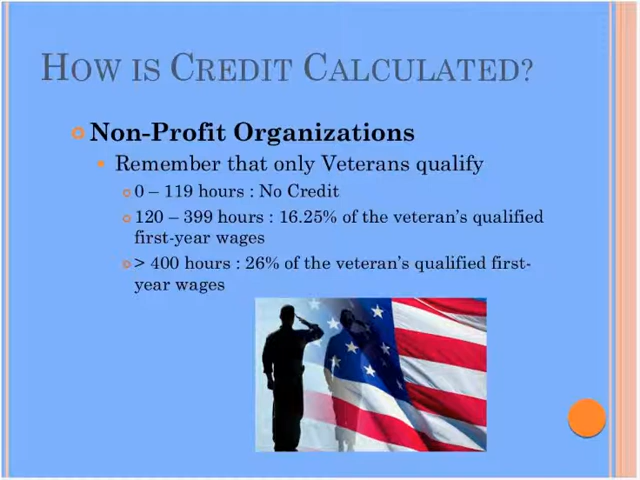 HOW IS CREDIT CALCULATED?
Non-Profit Organizations
Remember that only Veterans qualify
0 – 119 hours : No Credit
120 – 399 hours : 16.25% of the veteran's qualified
first-year wages
> 400 hours : 26% of the veteran's qualified first-
year wages